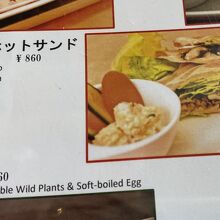 ットサンド
¥ 860
60
ble Wild Plants & Soft-boiled Egg